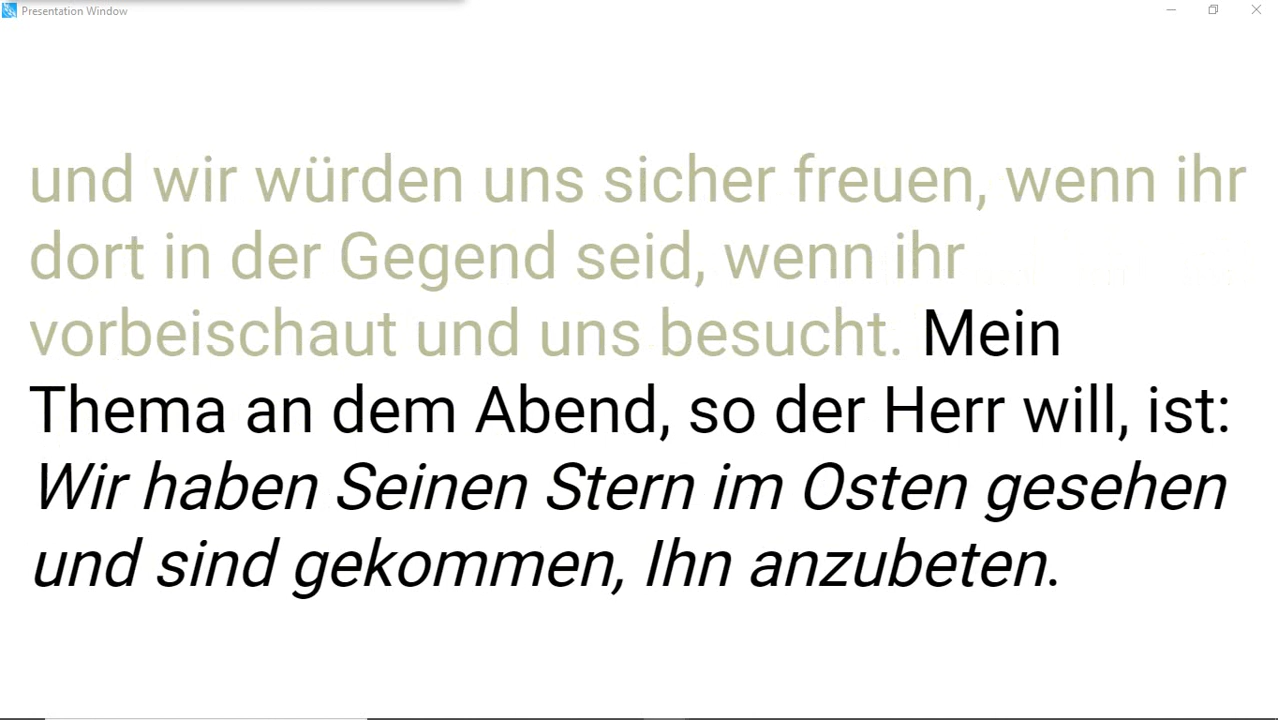 Presentation Window
und wir würden uns sicher freuen, wenn ihr
dort in der Gegend seid, wenn ihr
vorbeischaut und uns besucht. Mein
Thema an dem Abend, so der Herr will, ist:
Wir haben Seinen Stern im Osten gesehen
und sind gekommen, Ihn anzubeten.